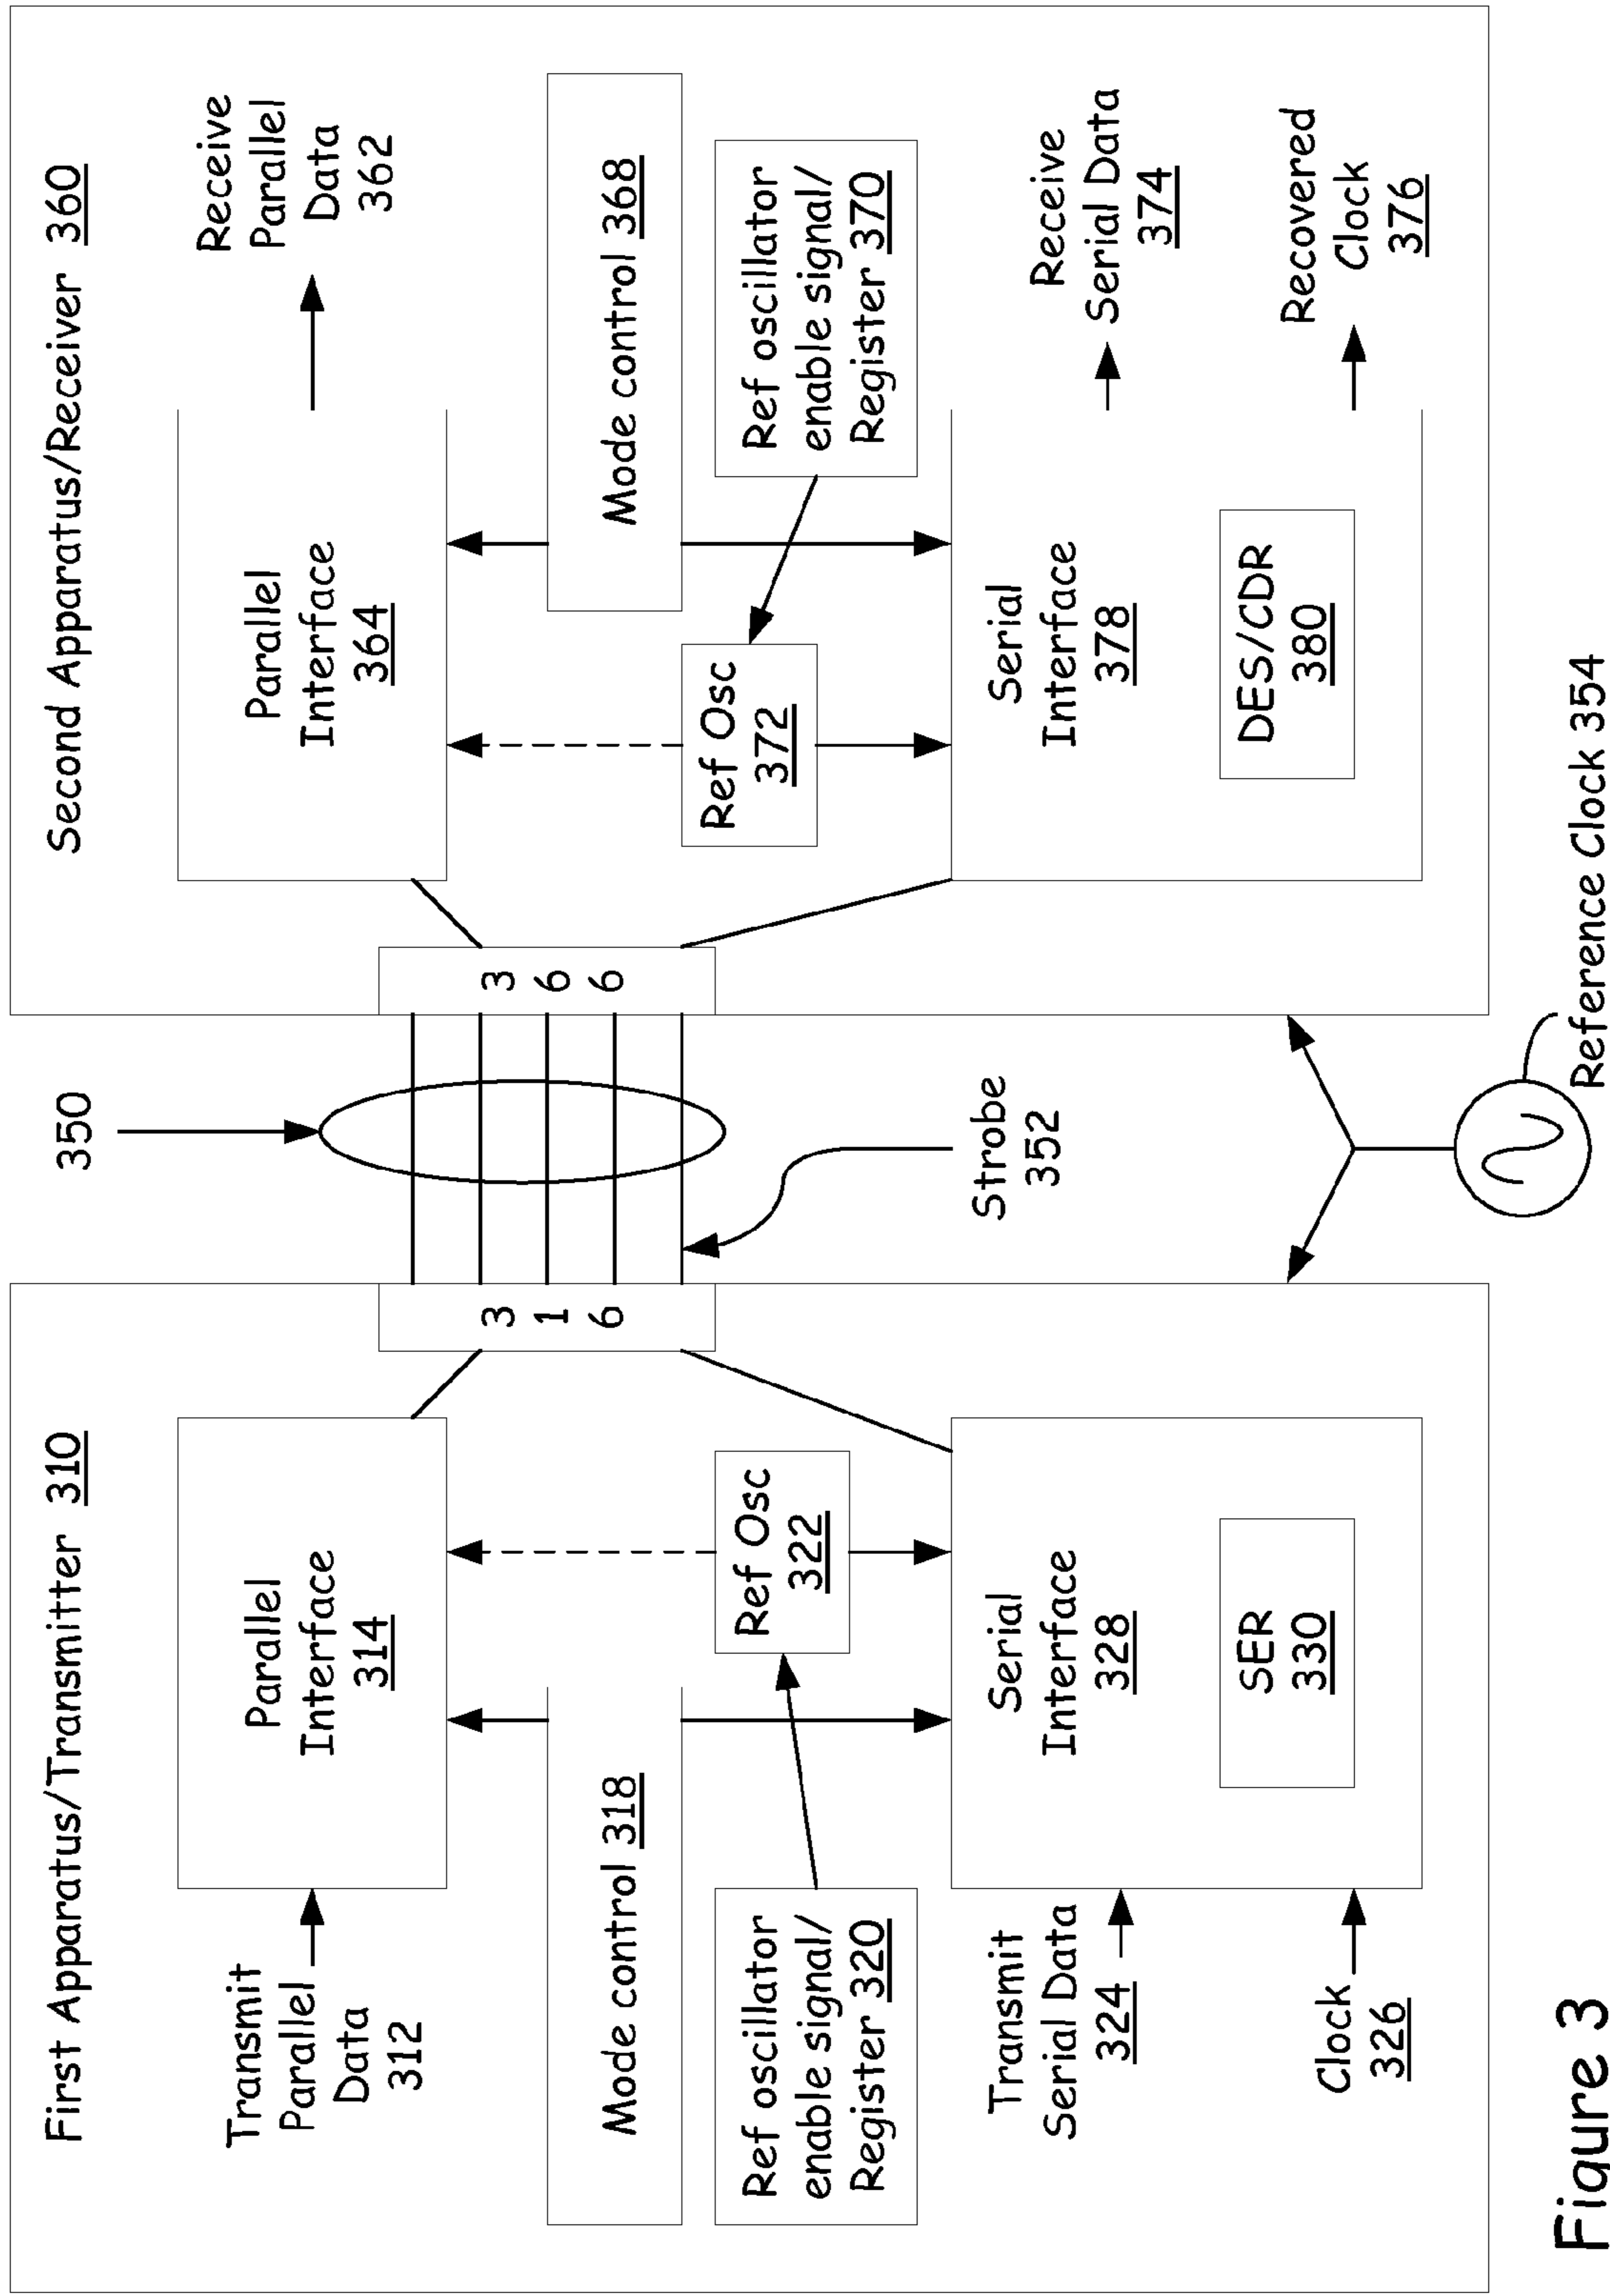 First Apparatus/Transmitter 310
Transmit
Parallel
Data
312
Parallel
Interface
314
Mode control 318
Ref oscillator
enable signal/
Register 320
Ref Osc
322
Transmit
Serial Data
324
Clock
326
Serial
Interface
328
SER
330
3
1
6
350
Strobe
352
Reference Clock 354
Second Apparatus/Receiver 360
3
6
6
Parallel
Interface
364
Receive
Parallel
Data
362
Mode control 368
Ref Osc
372
Ref oscillator
enable signal/
Register 370
Serial
Interface
378
DES/CDR
380
Receive
Serial Data
374
Recovered
Clock
376
Figure 3